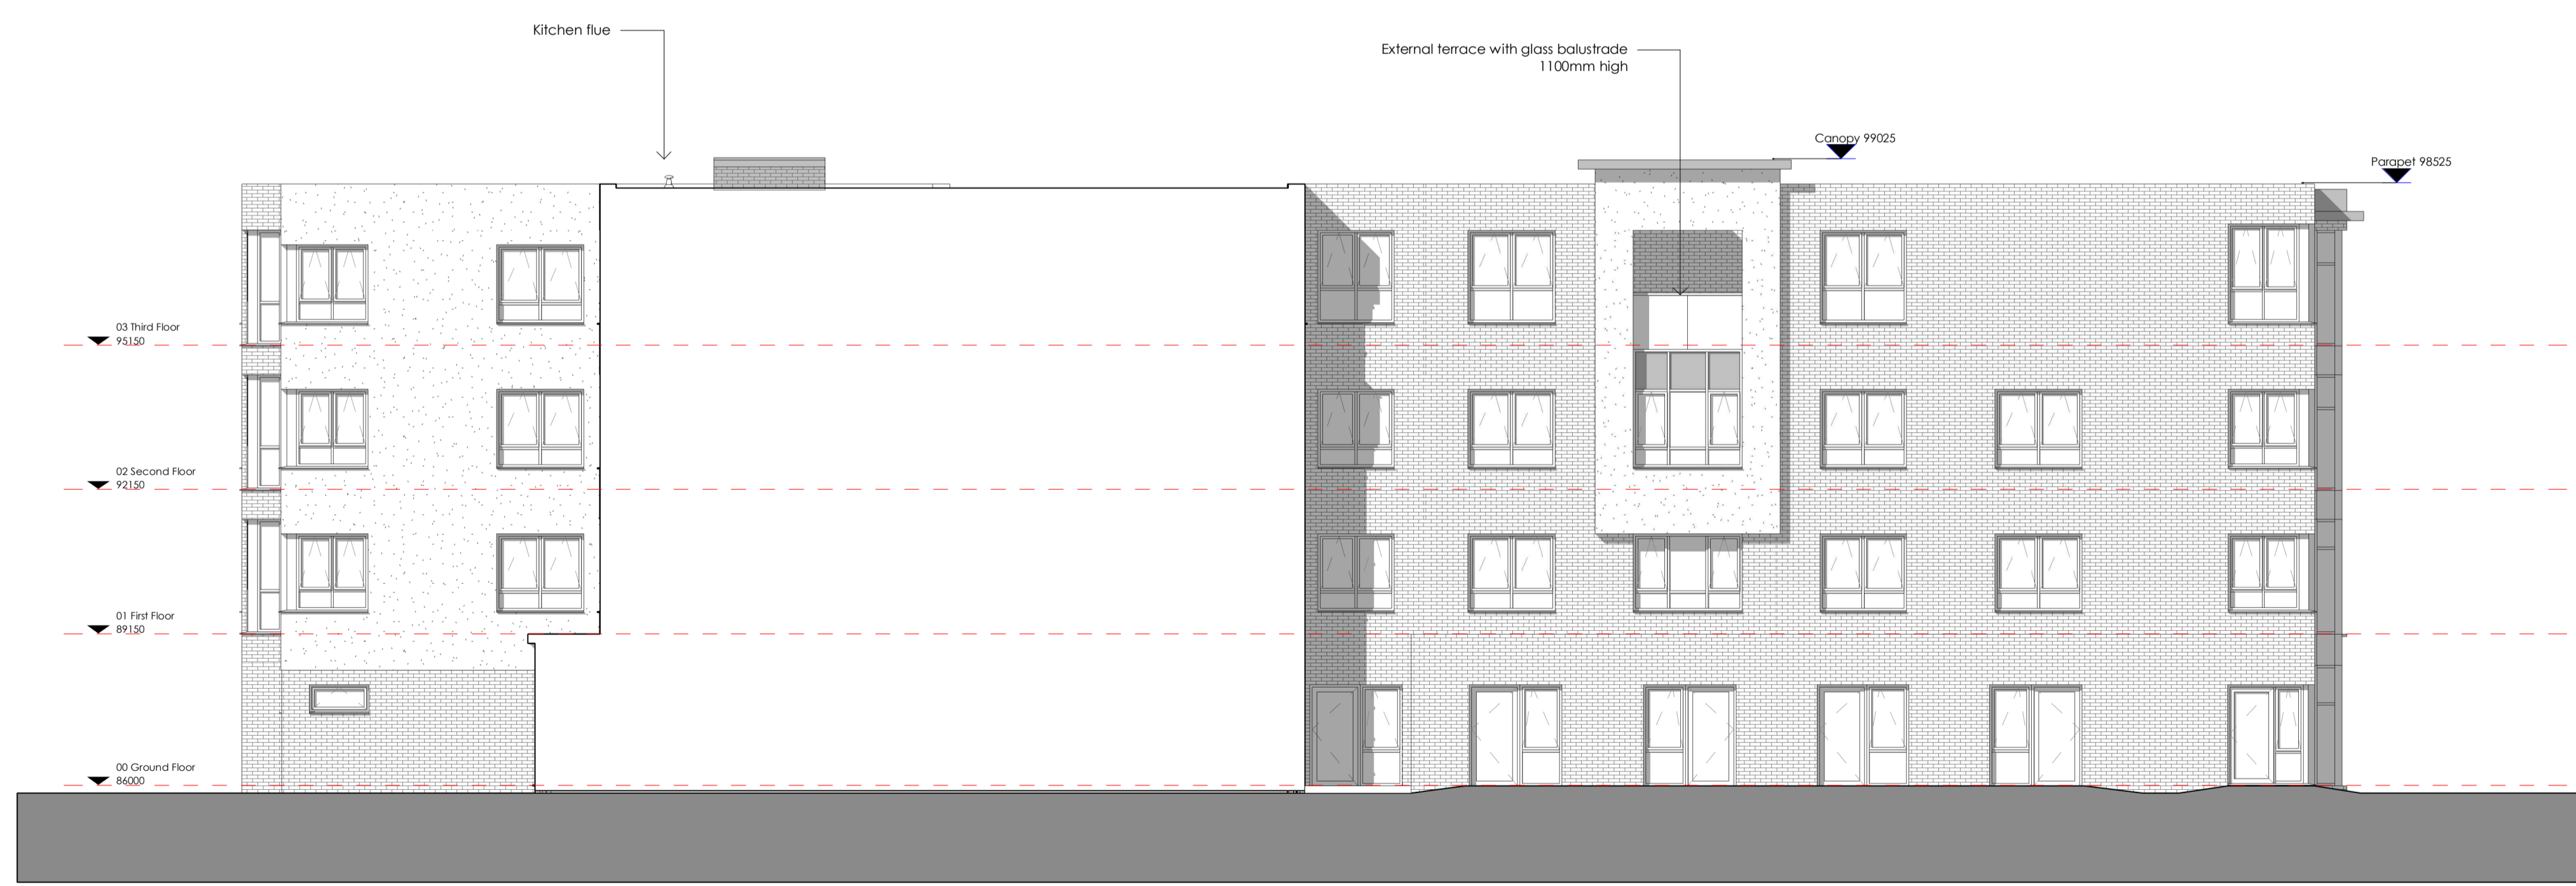 Kitchen flue
External terrace with glass balustrade
1100mm high
Canopy 99025
Parapet 98525
03 Third Floor
95150
02 Second Floor
92150
01 First Floor
89150
00 Ground Floor
86000